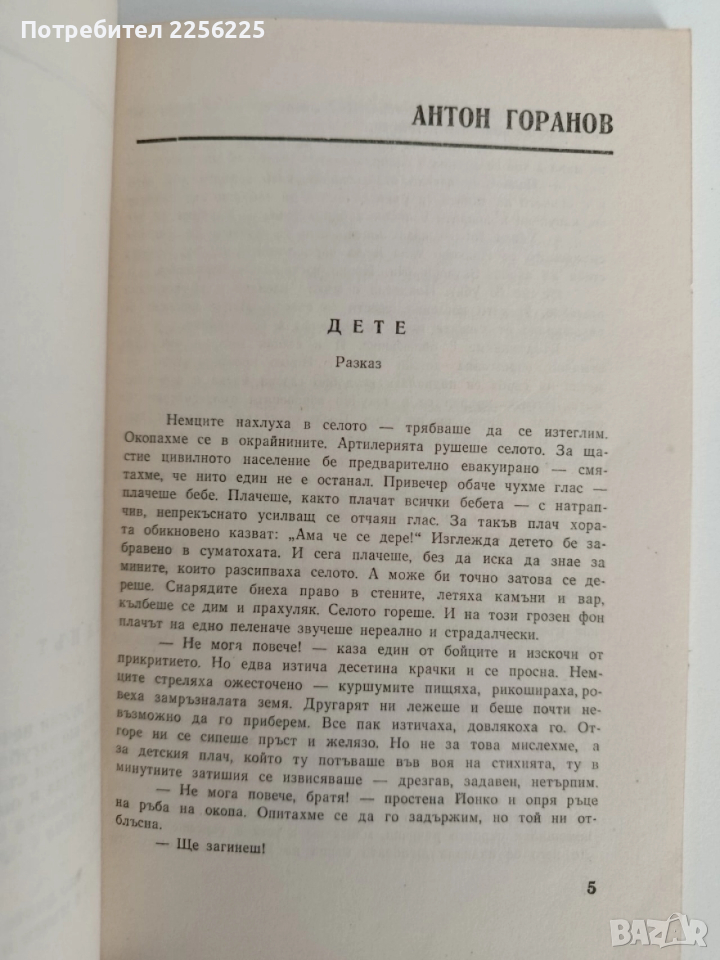 Потребител 2256225
АНТОН ГОРАНОВ
ДЕТЕ
Разказ
Немците нахлуха в селото — трябваше да се изтеглим.
Окопахме се в окрайнините. Артилерията рушеше селото. За ща-
стие цивилното население бе предварително евакуирано — смя-
тахме, че нито един не е останал. Привечер обаче чухме глас —
плачеше бебе. Плачеше, както плачат всички бебета — с натрап-
чив, непрекъснато усилващ се отчаян глас. За такъв плач хора-
та обикновено казват: „Ама че се дере!“ Изглежда детето бе за-
бравено в суматохата. И сега плачеше, без да иска да знае за
мините, които разсипваха селото. А може би точно затова се де-
реше. Снарядите биеха право в стените, летяха камъни и вар,
кълбеше се дим и прахуляк. Селото гореше. И на този грозен фон
плачът на едно пеленаче звучеше нереално и страдалчески.
— Не мога повече! — каза един от бойците и изскочи от
прикритието. Но едва изтича десетина крачки и се просна. Нем-
ците стреляха ожесточено — куршумите пищяха, рикошираха, ро-
веха замръзналата земя. Другарят ни лежеше и беше почти не-
възможно да го приберем. Все пак изтичаха, довлякоха го. От-
горе ни се сипеше пръст и желязо. Но не за това мислехме, а
за детския плач, който ту потъваше във воя на стихията, ту в
минутните затишия се извисяваше — дрезгав, задавен, нетърпим.
— Не мога повече, братя! — простена Йонко и опря ръце
на ръба на окопа. Опитахме се да го задържим, но той ни от-
блъсна.
— Ще загинеш!
5
BAZAR